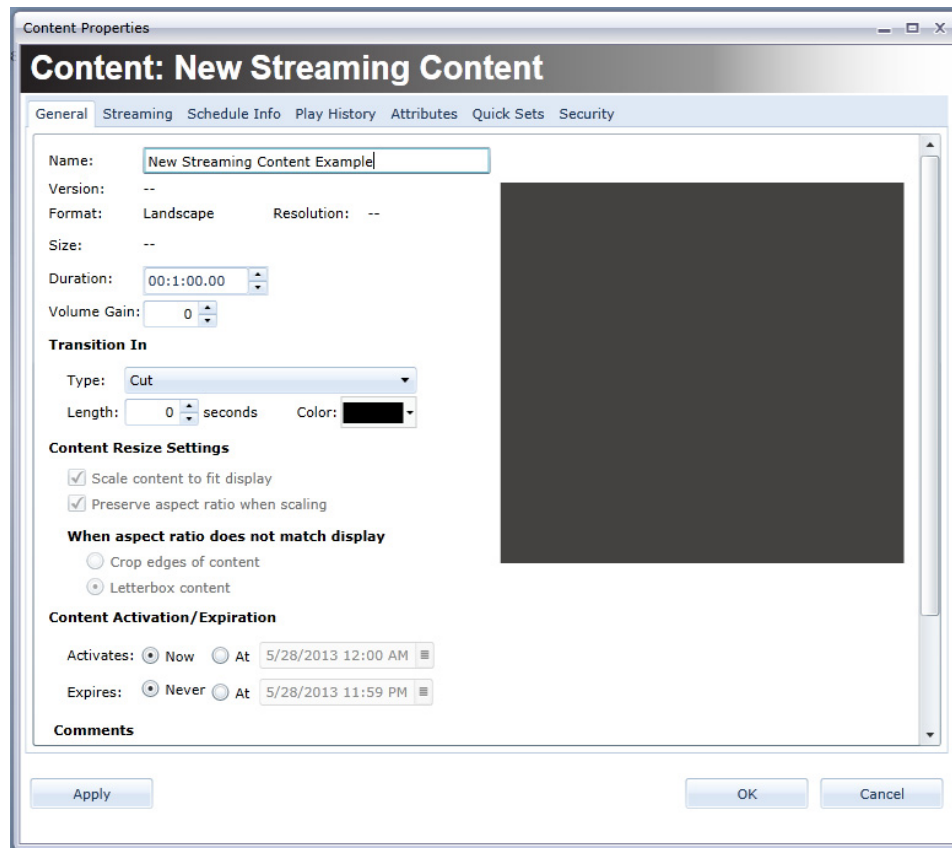 Content Properties
Content: New Streaming Content
General Streaming Schedule Info Play History Attributes Quick Sets Security
Name: New Streaming Content Example
Version: --
Format: Landscape Resolution: --
Size: --
Duration: 00:1:00.00
Volume Gain: 0
Transition In
Type: Cut
Length: 0 seconds Color:
Content Resize Settings
Scale content to fit display
Preserve aspect ratio when scaling
When aspect ratio does not match display
Crop edges of content
Letterbox content
Content Activation/Expiration
Activates: Now At 5/28/2013 12:00 AM
Expires: Never At 5/28/2013 11:59 PM
Comments
Apply OK Cancel